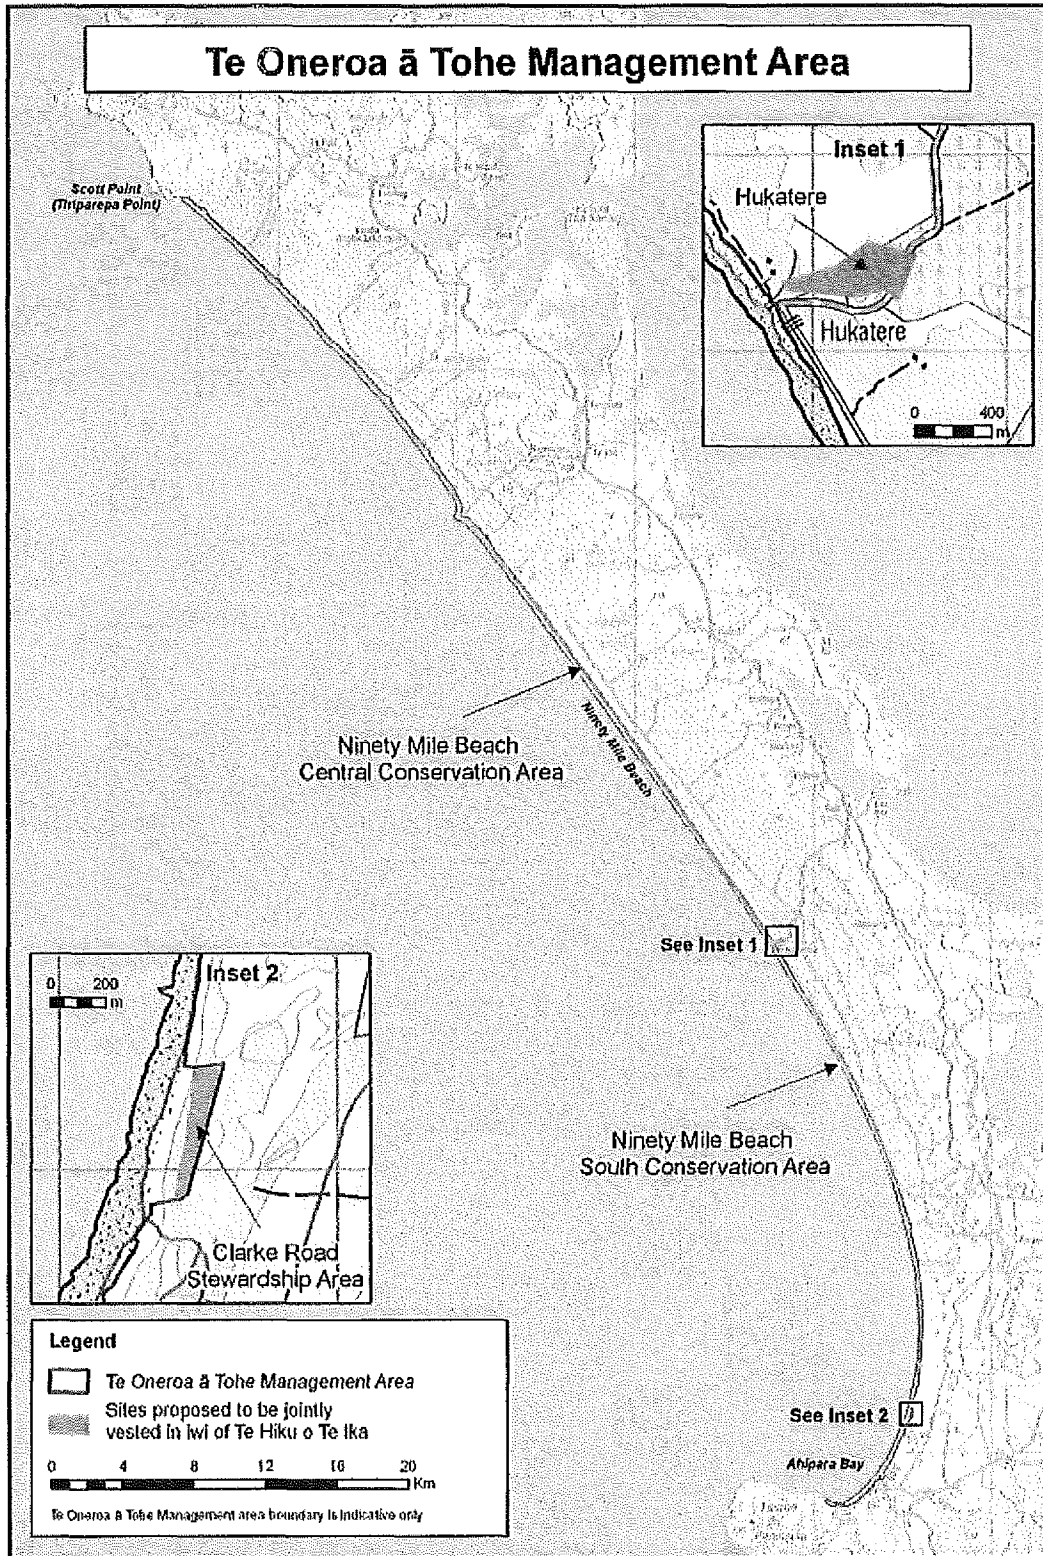 Te Oneroa ā Tohe Management Area
Scott Point
(Tiriparepa Point)
Inset 1
Hukatere
Hukatere
0 400
m
Ninety Mile Beach
Central Conservation Area
Ninety Mile Beach
See Inset 1
Inset 2
0 200
m
Ninety Mile Beach
South Conservation Area
Clarke Road
Stewardship Area
Legend
Te Oneroa ā Tohe Management Area
Sites proposed to be jointly
vested in iwi of Te Hiku o Te Ika
0 4 8 12 16 20
Km
Te Oneroa ā Tohe Management area boundary is indicative only
See Inset 2
Ahipara Bay